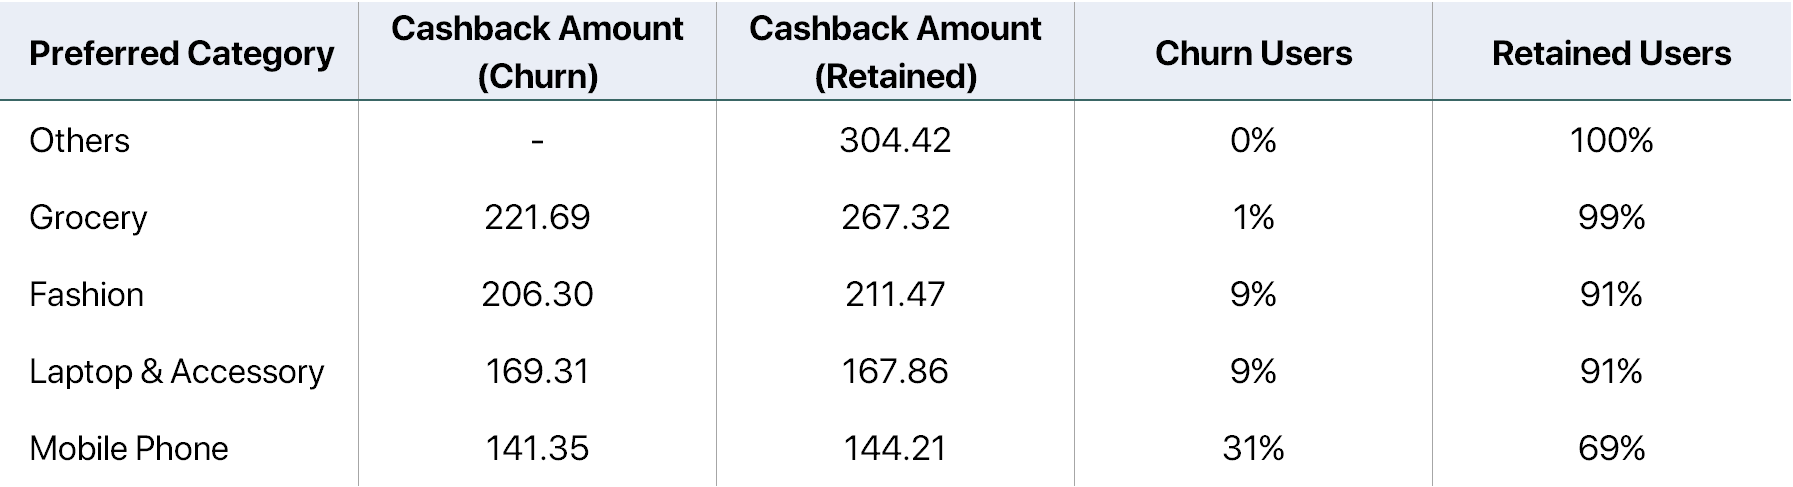 Preferred Category Cashback Amount (Churn) Cashback Amount (Retained) Churn Users Retained Users
Others - 304.42 0% 100%
Grocery 221.69 267.32 1% 99%
Fashion 206.30 211.47 9% 91%
Laptop & Accessory 169.31 167.86 9% 91%
Mobile Phone 141.35 144.21 31% 69%